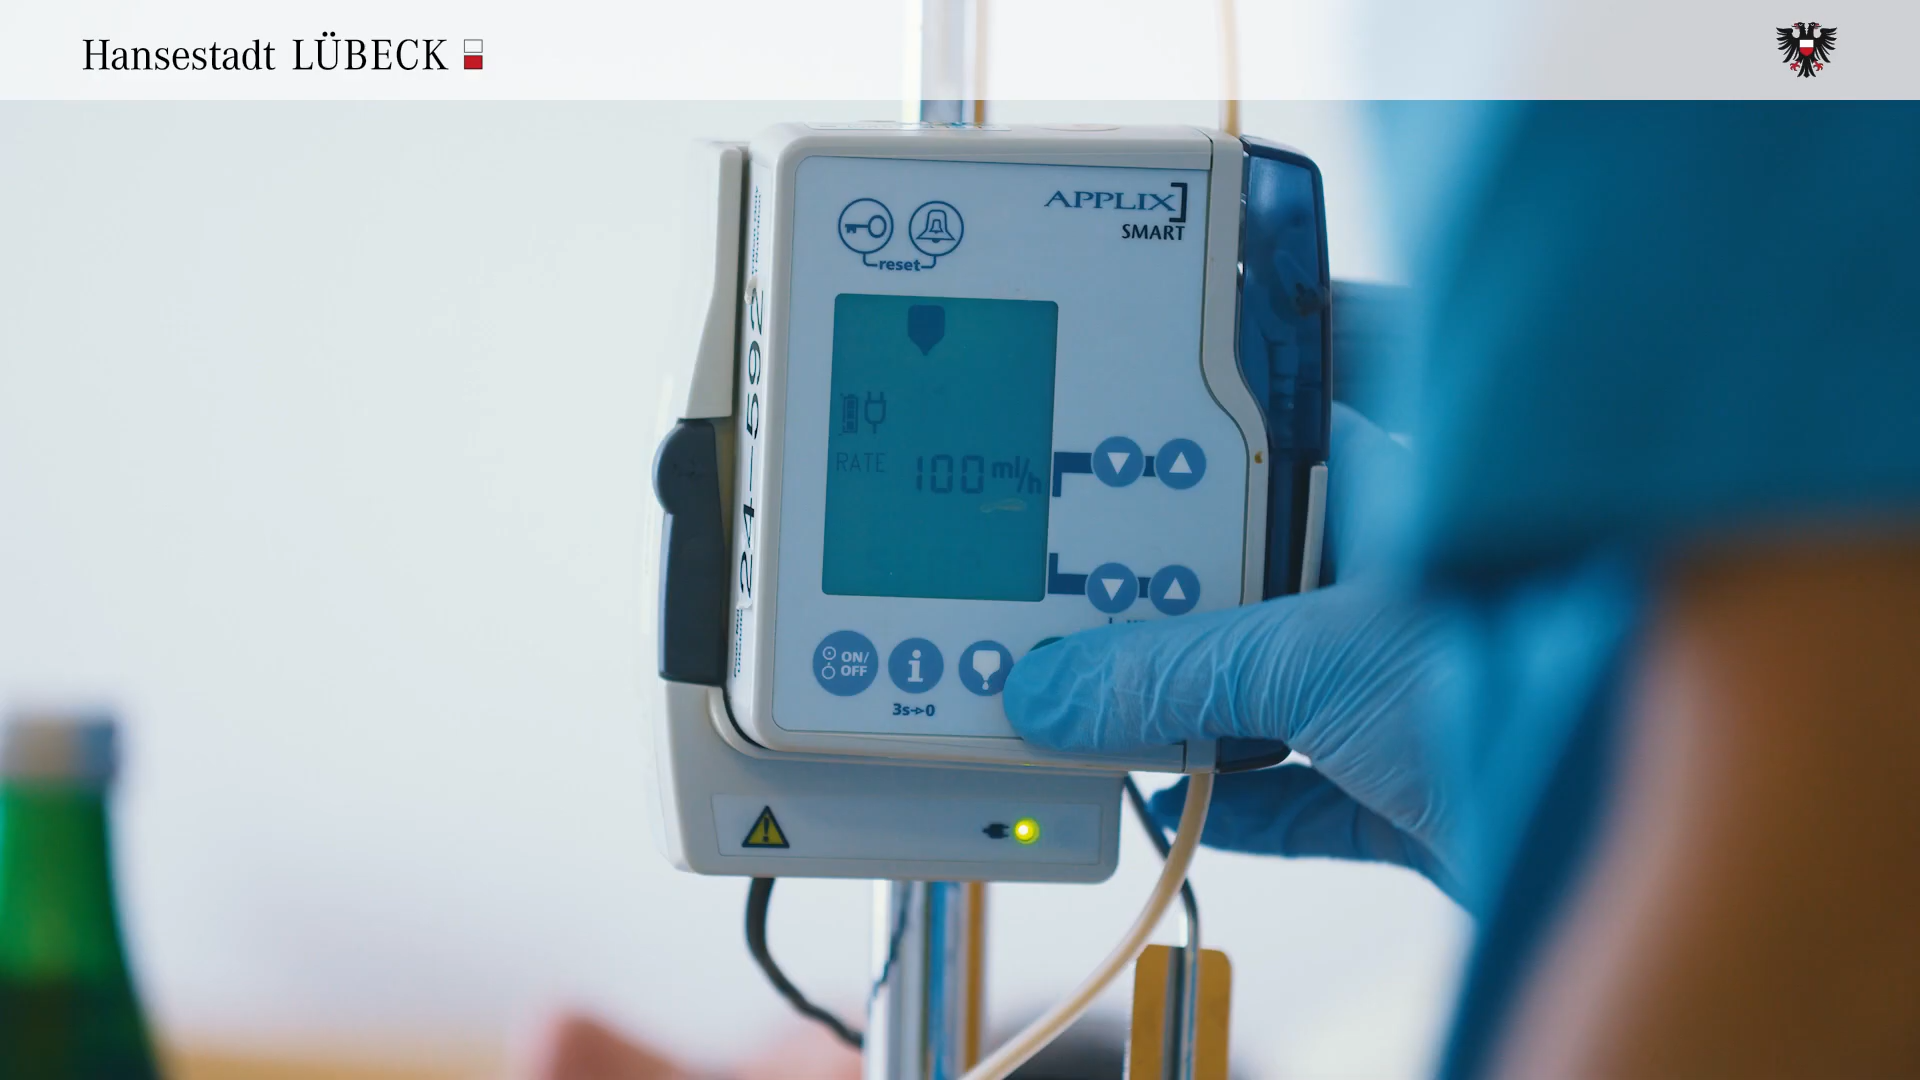 Hansestadt LÜBECK
APPLIX
SMART
reset
24-592
RATE 100 ml/h
ON/
OFF
i
3s➝0